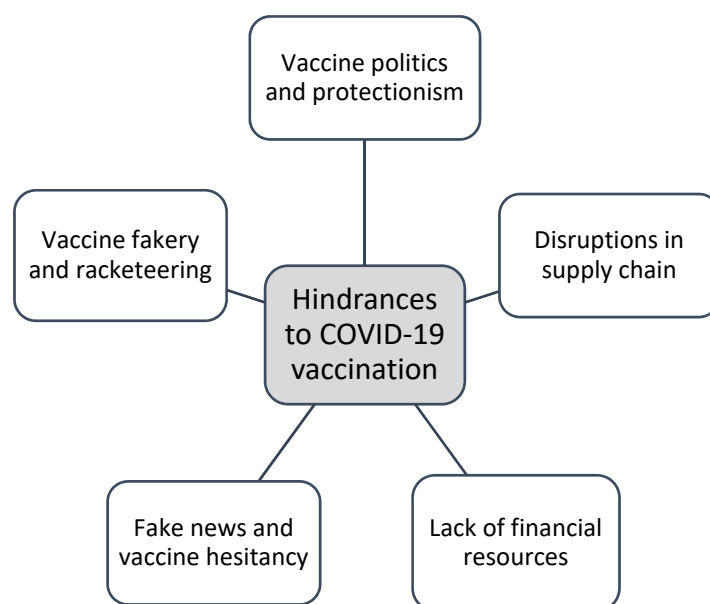 Vaccine politics
and protectionism
Vaccine fakery
and racketeering
Disruptions in
supply chain
Hindrances
to COVID-19
vaccination
Fake news and
vaccine hesitancy
Lack of financial
resources